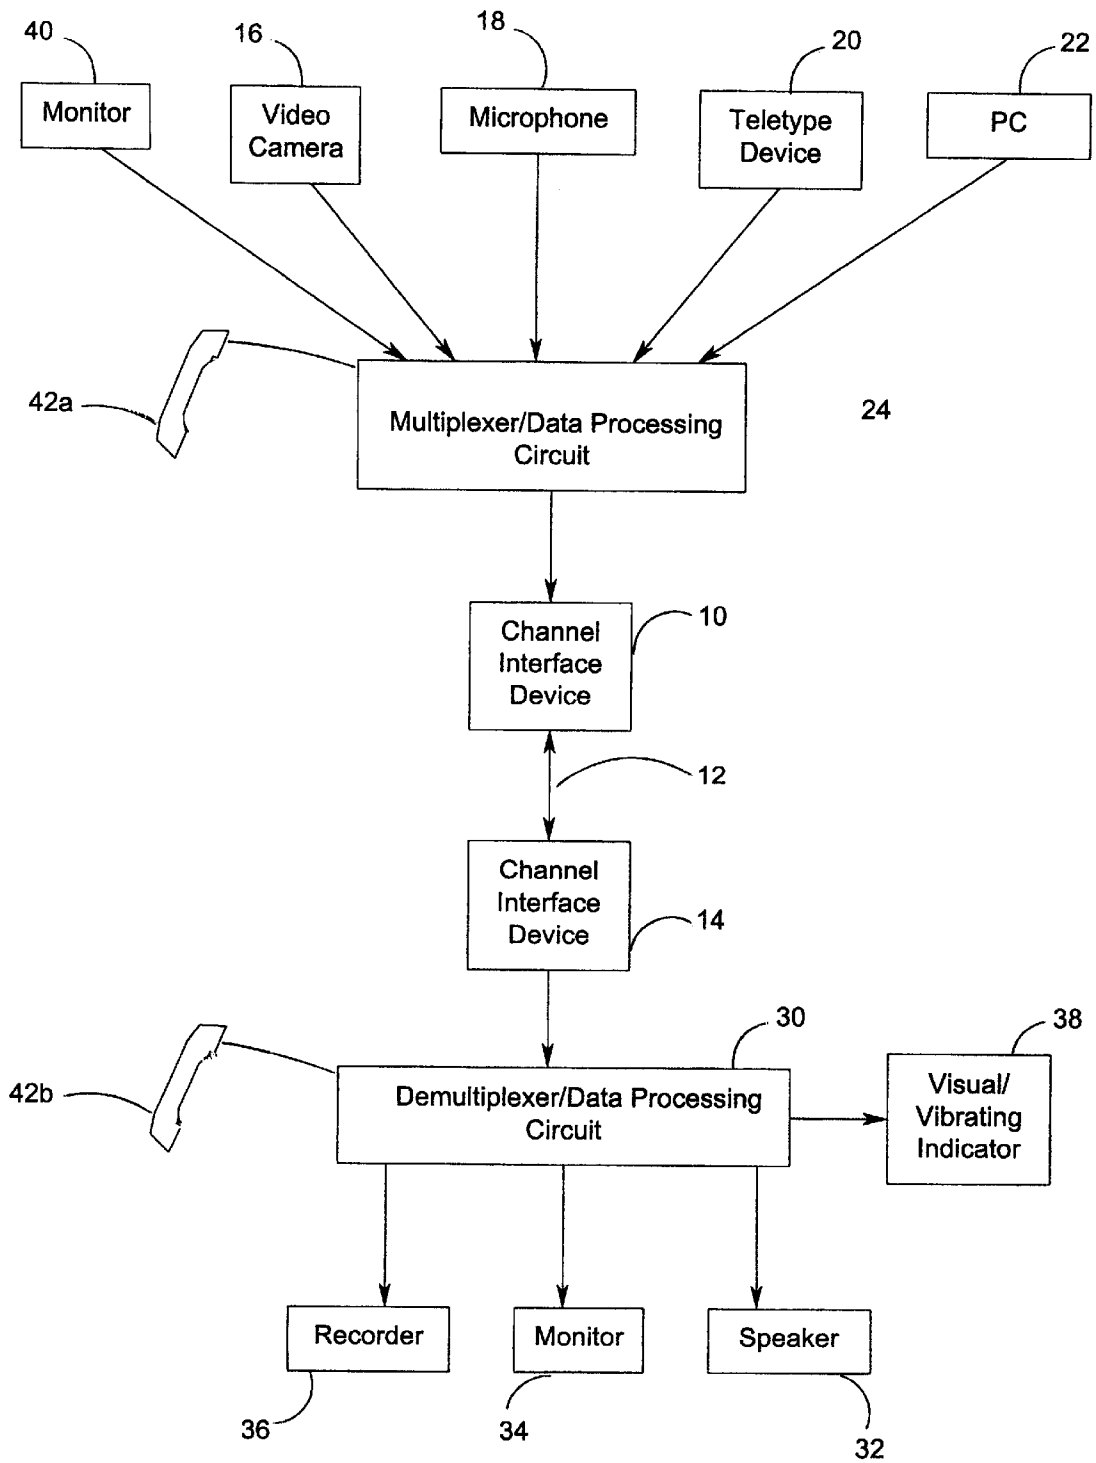 40
16
18
20
22
Monitor
Video
Camera
Microphone
Teletype
Device
PC
42a
24
Multiplexer/Data Processing
Circuit
10
Channel
Interface
Device
12
Channel
Interface
Device
14
30
38
42b
Demultiplexer/Data Processing
Circuit
Visual/
Vibrating
Indicator
Recorder
Monitor
Speaker
36
34
32